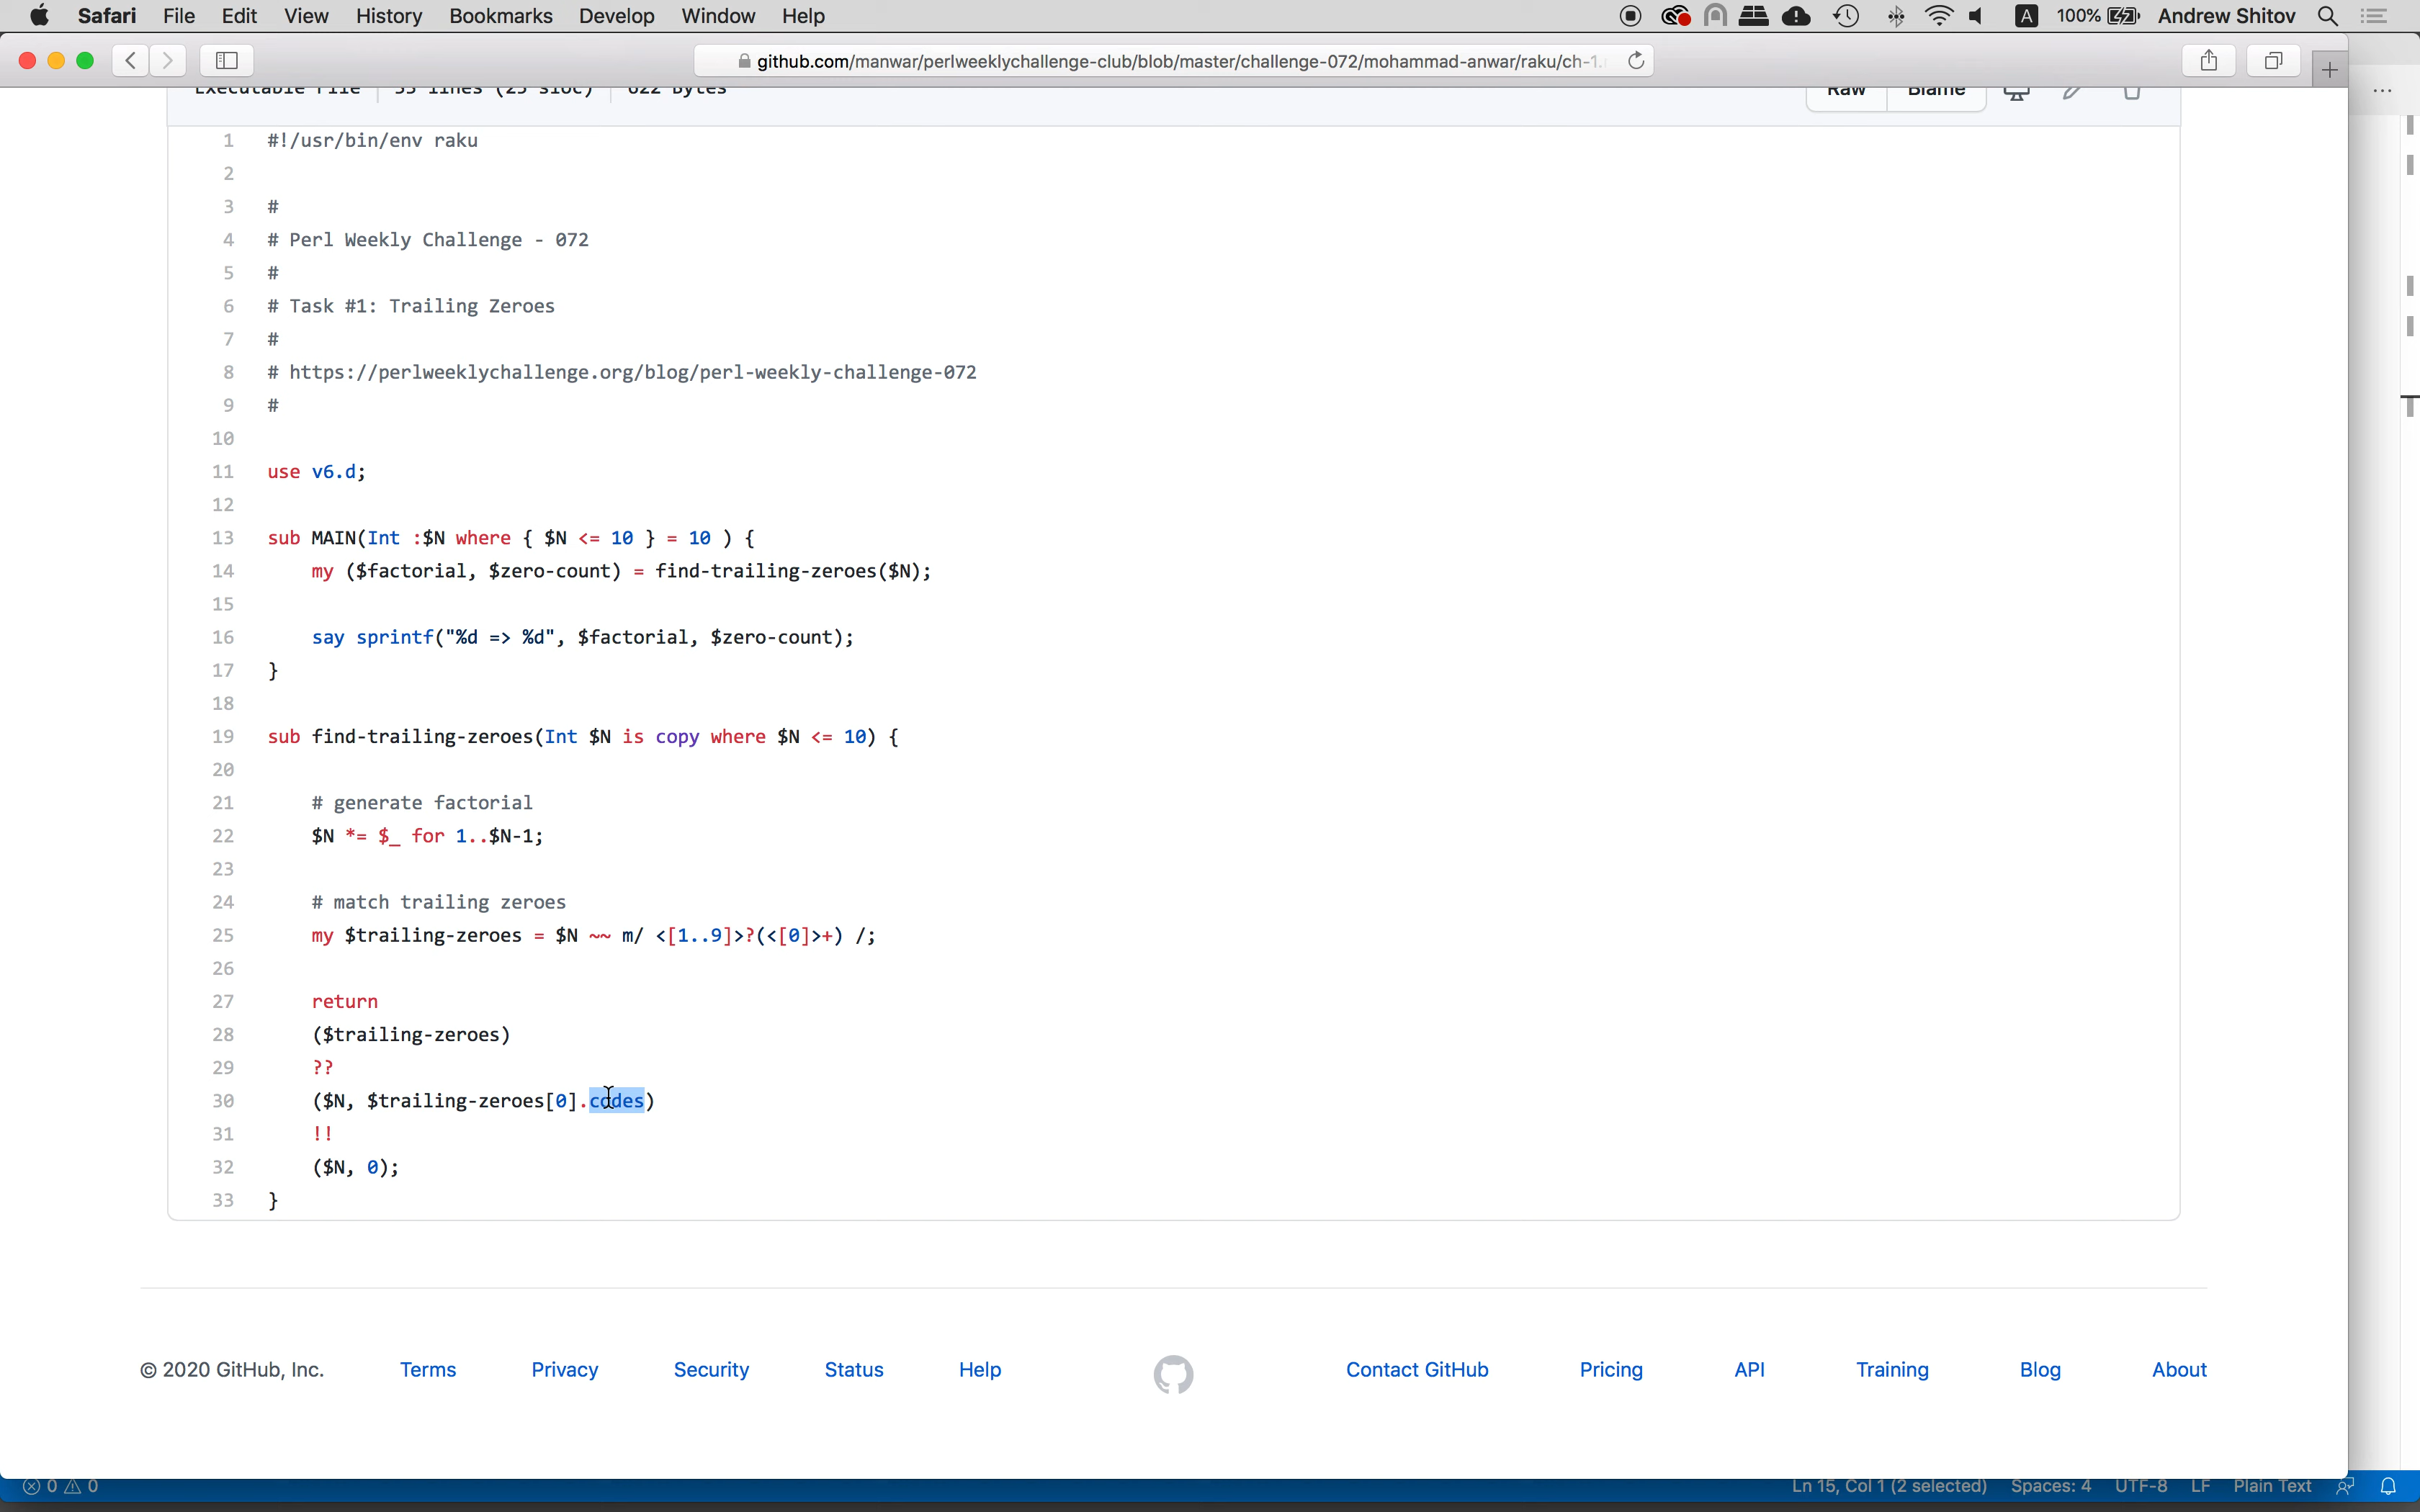 Safari File Edit View History Bookmarks Develop Window Help A 100% Andrew Shitov
github.com/manwar/perlweeklychallenge-club/blob/master/challenge-072/mohammad-anwar/raku/ch-1.
Executable File 33 lines (25 sloc) 622 Bytes Raw Blame
1 #!/usr/bin/env raku
2
3 #
4 # Perl Weekly Challenge - 072
5 #
6 # Task #1: Trailing Zeroes
7 #
8 # https://perlweeklychallenge.org/blog/perl-weekly-challenge-072
9 #
10
11 use v6.d;
12
13 sub MAIN(Int :$N where { $N <= 10 } = 10 ) {
14 my ($factorial, $zero-count) = find-trailing-zeroes($N);
15
16 say sprintf("%d => %d", $factorial, $zero-count);
17 }
18
19 sub find-trailing-zeroes(Int $N is copy where $N <= 10) {
20
21 # generate factorial
22 $N *= $_ for 1..$N-1;
23
24 # match trailing zeroes
25 my $trailing-zeroes = $N ~~ m/ <[1..9]>?(<[0]>+) /;
26
27 return
28 ($trailing-zeroes)
29 ??
30 ($N, $trailing-zeroes[0].codes)
31 !!
32 ($N, 0);
33 }
© 2020 GitHub, Inc. Terms Privacy Security Status Help Contact GitHub Pricing API Training Blog About
0 0 Ln 15, Col 1 (2 selected) Spaces: 4 UTF-8 LF Plain Text